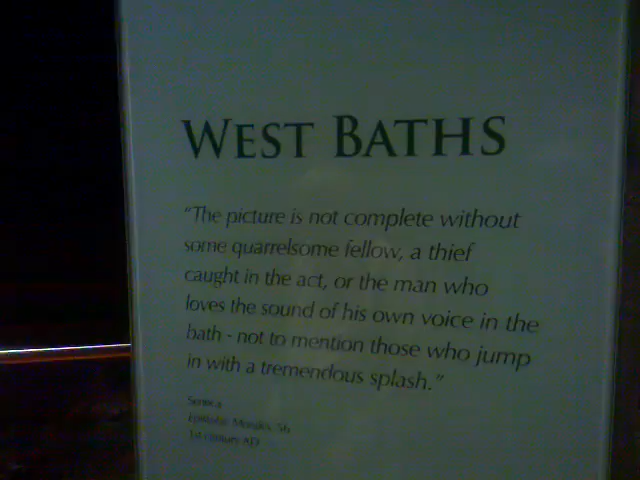 WEST BATHS
"The picture is not complete without
some quarrelsome fellow, a thief
caught in the act, or the man who
loves the sound of his own voice in the
bath - not to mention those who jump
in with a tremendous splash."
Seneca
Epistolae Morales 56
1st century AD